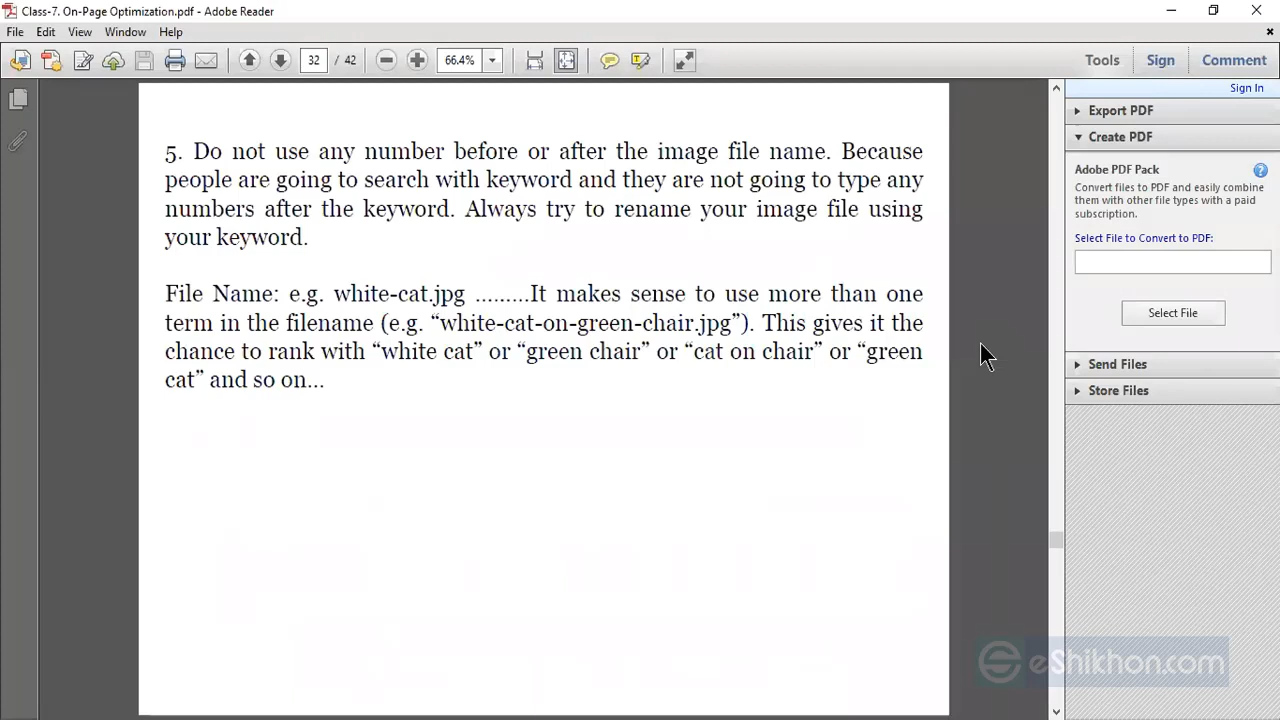 Class-7. On-Page Optimization.pdf - Adobe Reader
File Edit View Window Help
32 / 42 66.4% Tools Sign Comment
Sign In
Export PDF
Create PDF
Adobe PDF Pack
Convert files to PDF and easily combine
them with other file types with a paid
subscription.
Select File to Convert to PDF:
Select File
Send Files
Store Files
5. Do not use any number before or after the image file name. Because
people are going to search with keyword and they are not going to type any
numbers after the keyword. Always try to rename your image file using
your keyword.
File Name: e.g. white-cat.jpg .........It makes sense to use more than one
term in the filename (e.g. “white-cat-on-green-chair.jpg”). This gives it the
chance to rank with “white cat” or “green chair” or “cat on chair” or “green
cat” and so on...
eShikhon.com